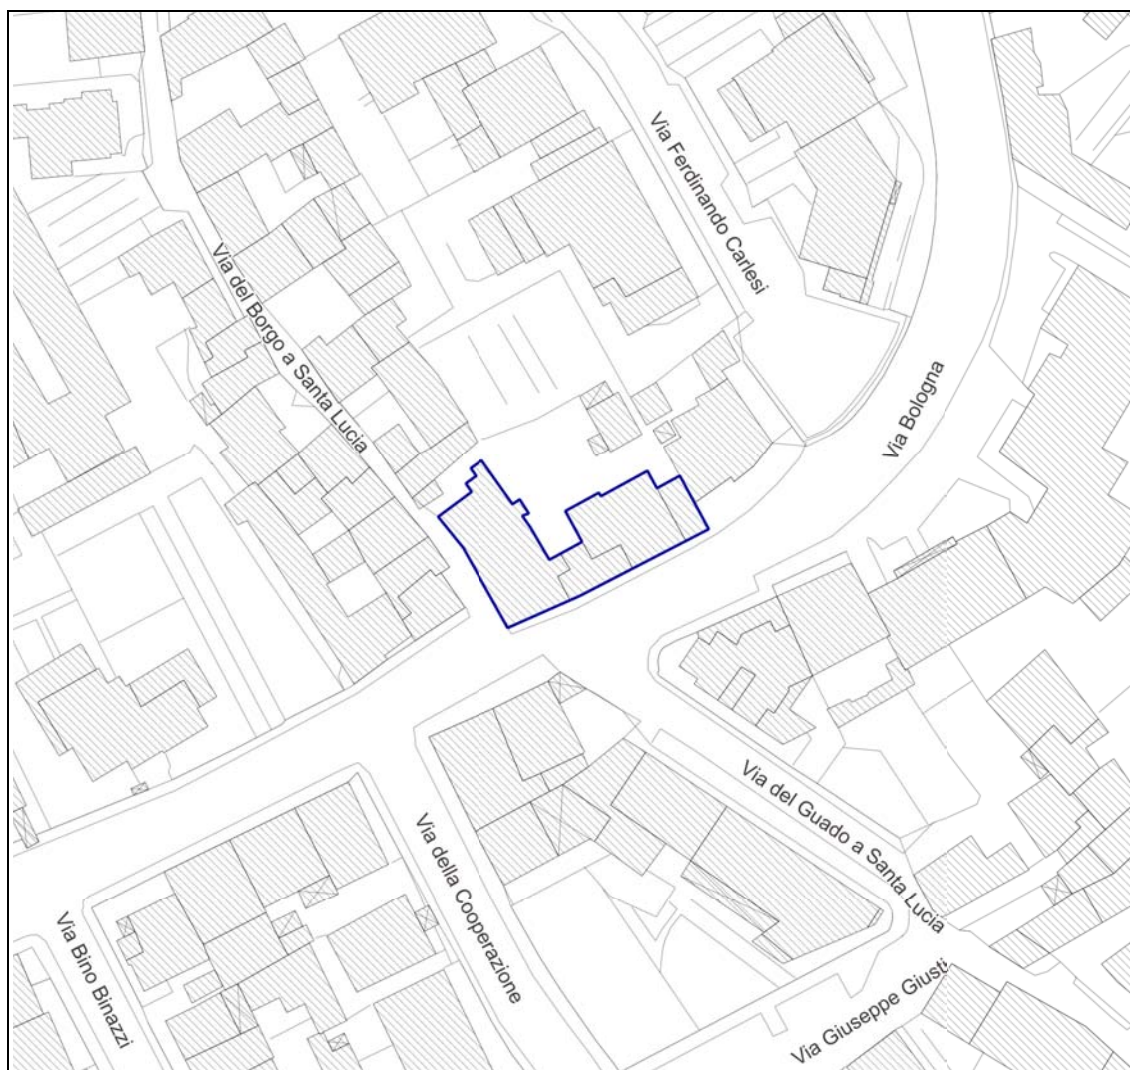 Via Ferdinando Carlesi
Via del Borgo a Santa Lucia
Via Bologna
Via del Guado a Santa Lucia
Via della Cooperazione
Via Bino Binazzi
Via Giuseppe Giusti